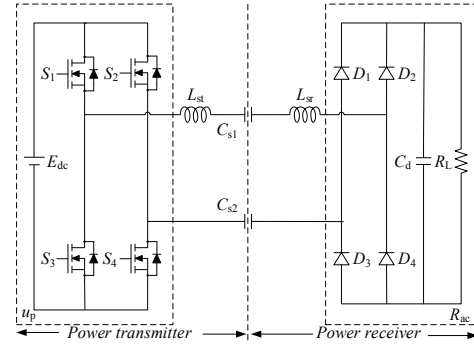 S1
S2
Lst
Lsr
D1
D2
Cs1
Edc
Cd
RL
Cs2
S3
S4
D3
D4
up
Rac
Power transmitter
Power receiver